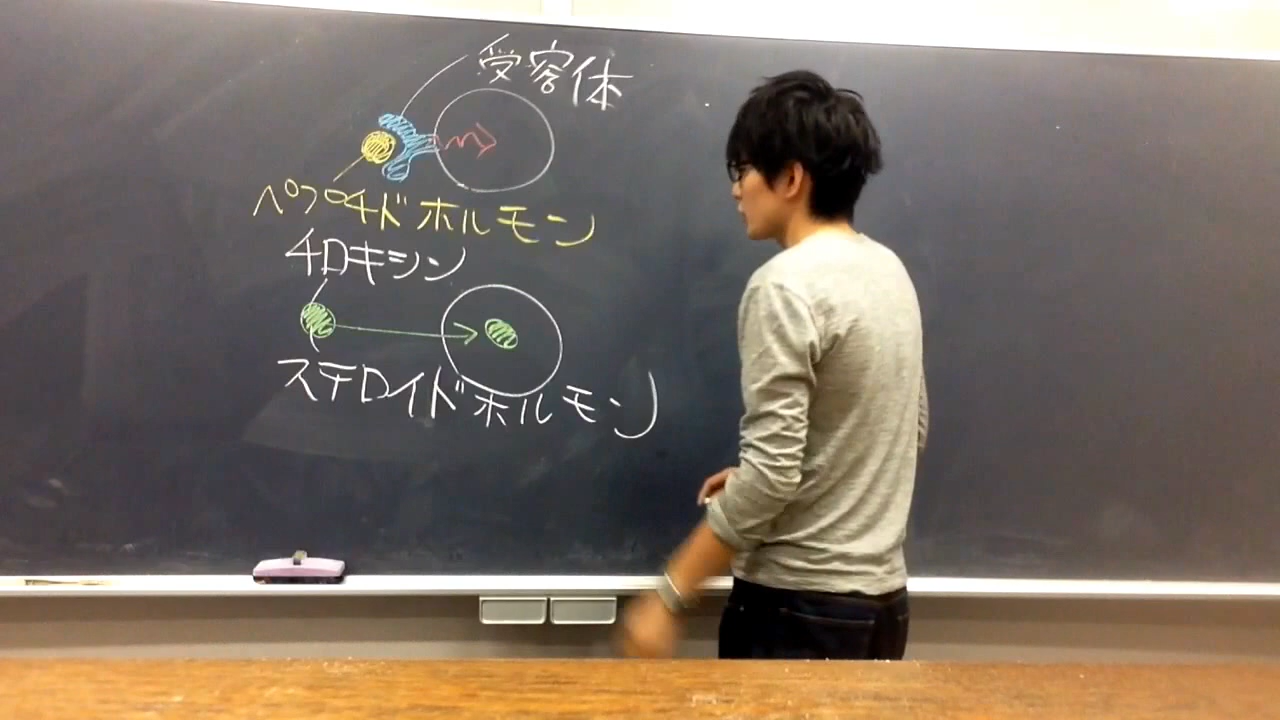 受容体
ペプチドホルモン
チロキシン
ステロイドホルモン